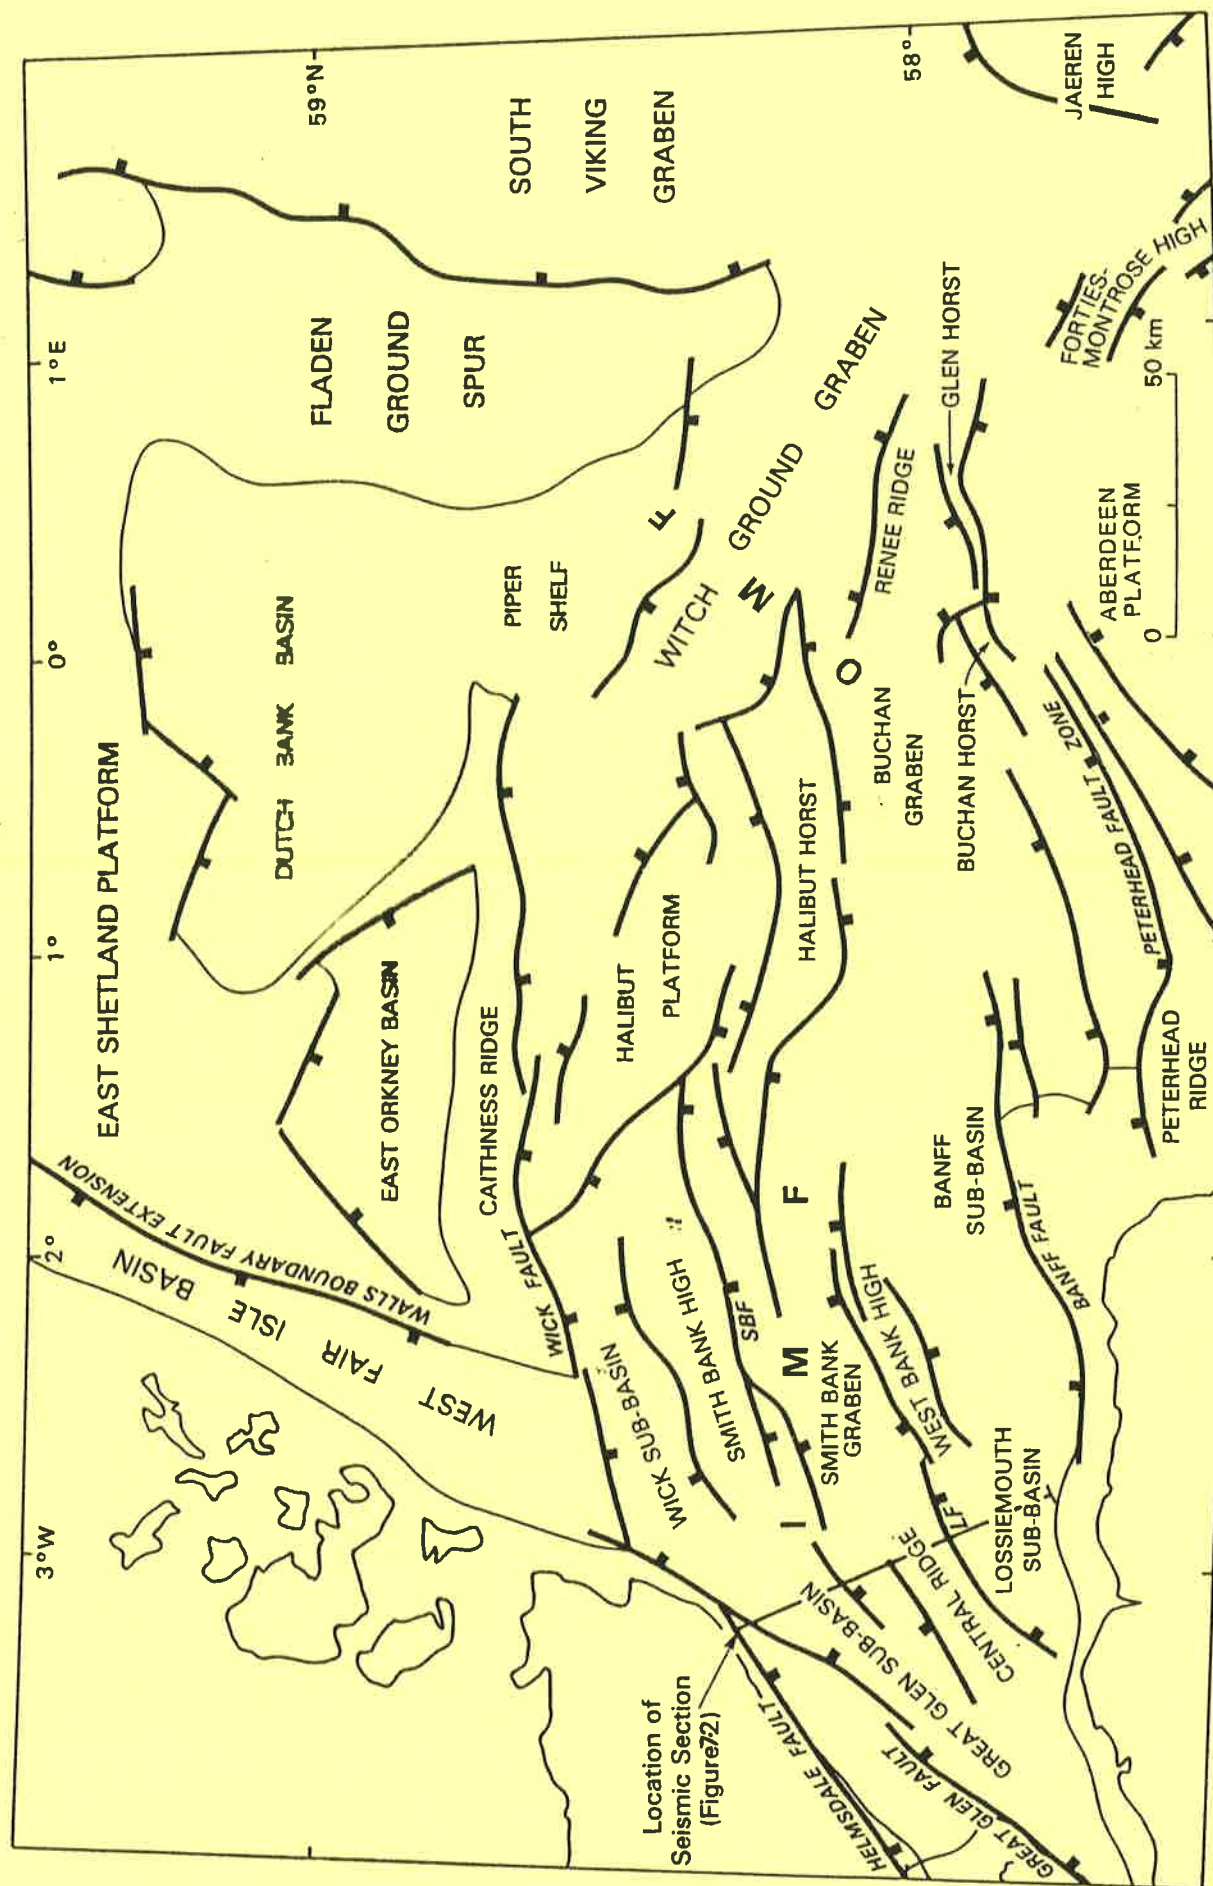 3°W
2°
1°
0°
1°E
59°N
58°
EAST SHETLAND PLATFORM
WALLS BOUNDARY FAULT EXTENSION
WEST FAIR ISLE BASIN
DUTCH BANK BASIN
FLADEN
GROUND
SPUR
SOUTH
VIKING
GRABEN
EAST ORKNEY BASIN
CAITHNESS RIDGE
PIPER
SHELF
WICK FAULT
HALIBUT
PLATFORM
F
WITCH GROUND GRABEN
M
WICK SUB-BASIN
SMITH BANK HIGH
SBF
HALIBUT HORST
O
RENEE RIDGE
BUCHAN
GRABEN
I
M
F
SMITH BANK
GRABEN
WEST BANK HIGH
Location of
Seismic Section
(Figure 7·2)
HELMSDALE FAULT
GREAT GLEN FAULT
GREAT GLEN SUB-BASIN
CENTRAL RIDGE
LF
LOSSIEMOUTH
SUB-BASIN
BANFF
SUB-BASIN
BANFF FAULT
BUCHAN HORST
GLEN HORST
PETERHEAD FAULT ZONE
PETERHEAD
RIDGE
ABERDEEN
PLATFORM
FORTIES-
MONTROSE HIGH
JAEREN
HIGH
0
50 km